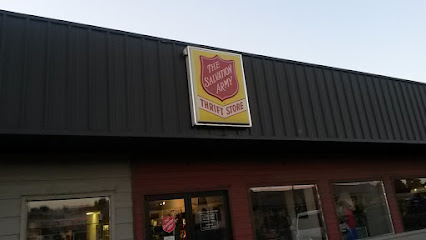 THE
SALVATION
ARMY
THRIFT STORE